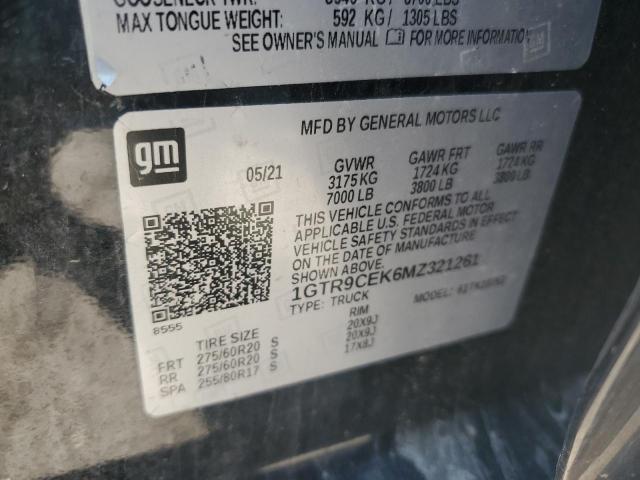 MAX TONGUE WEIGHT: 592 KG / 1305 LBS
SEE OWNER'S MANUAL FOR MORE INFORMATION
gm
MFD BY GENERAL MOTORS LLC
05/21
GVWR GAWR FRT GAWR RR
3175 KG 1724 KG 1724 KG
7000 LB 3800 LB 3800 LB
THIS VEHICLE CONFORMS TO ALL
APPLICABLE U.S. FEDERAL MOTOR
VEHICLE SAFETY STANDARDS IN EFFECT
ON THE DATE OF MANUFACTURE
SHOWN ABOVE.
1GTR9CEK6MZ321261
TYPE: TRUCK MODEL:
8555
TIRE SIZE RIM
FRT 275/60R20 S 20X9J
RR 275/60R20 S 20X9J
SPA 255/80R17 S 17X8J